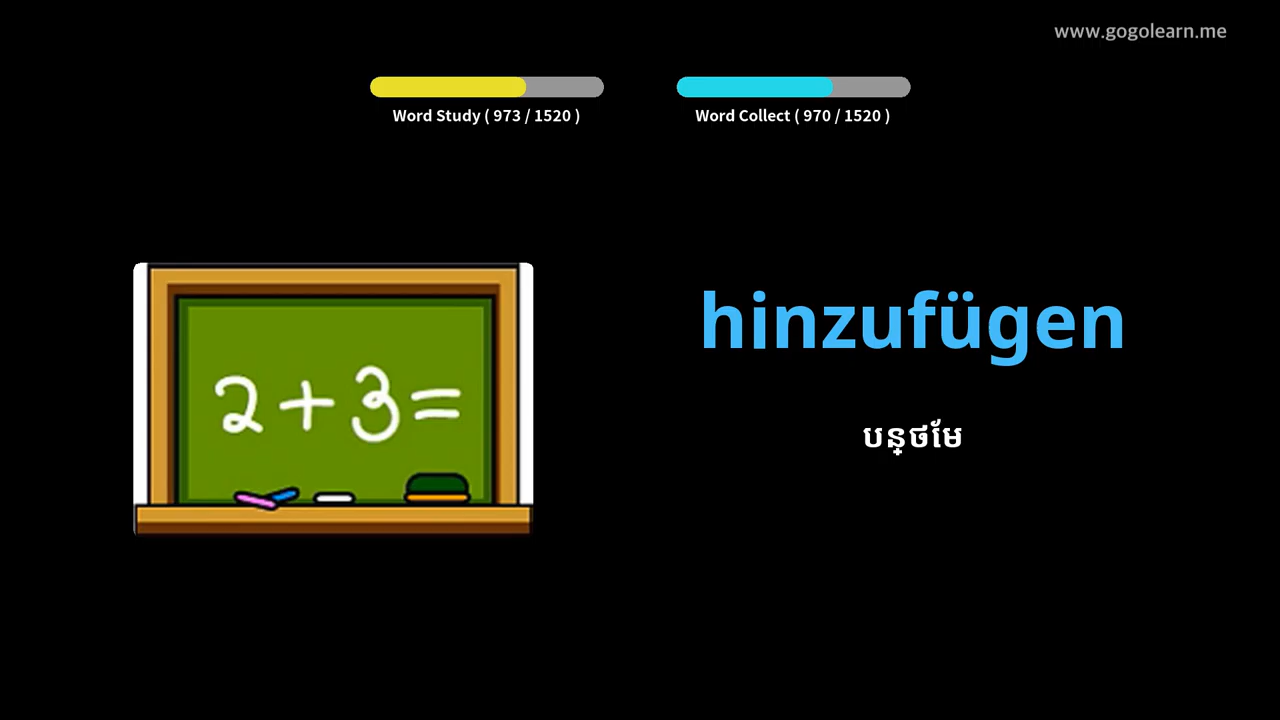 www.gogolearn.me
Word Study ( 973 / 1520 )
Word Collect ( 970 / 1520 )
2+3=
hinzufügen
បន្ថមែ